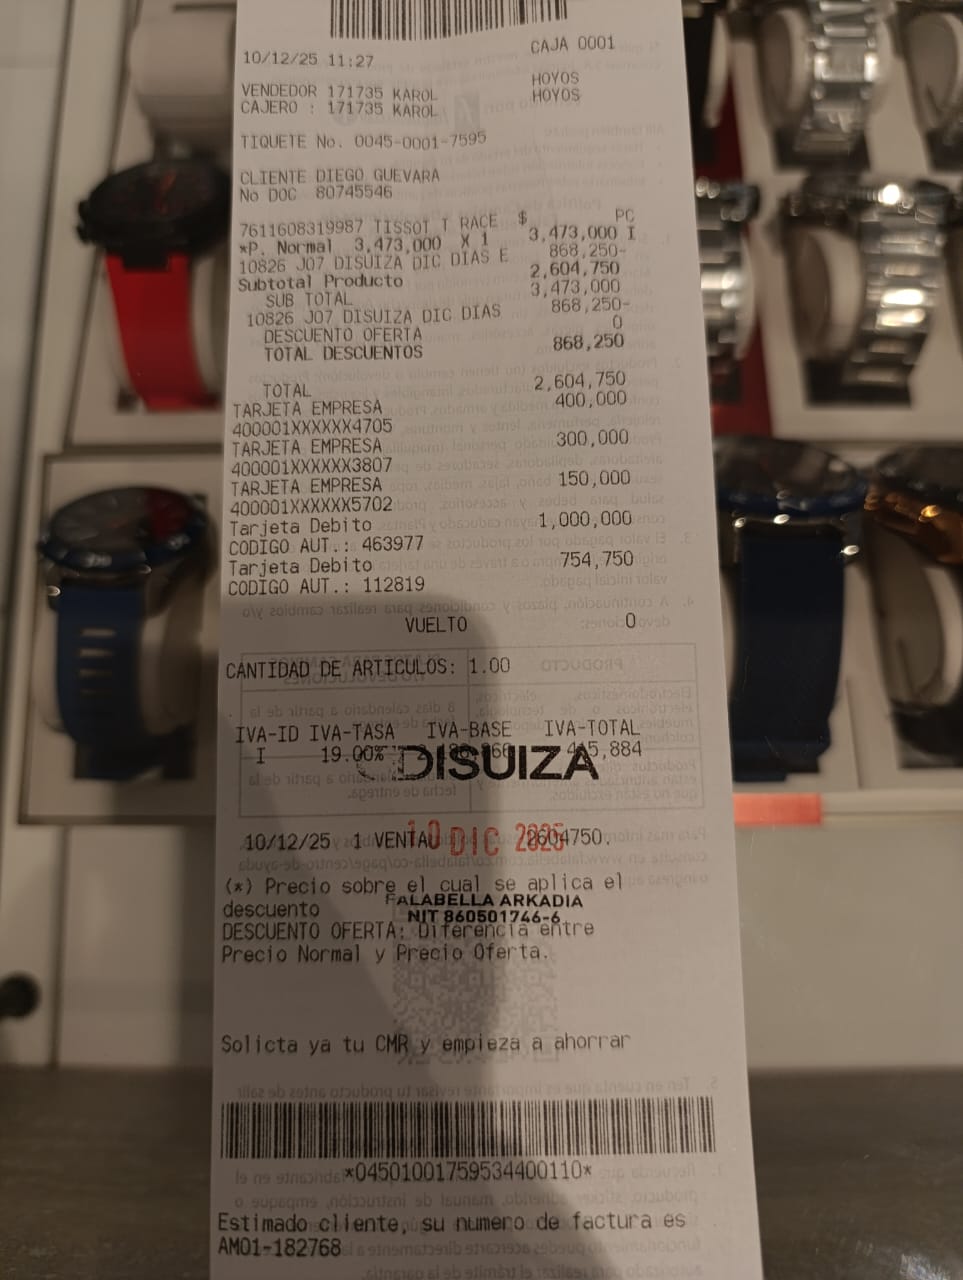 10/12/25 11:27 CAJA 0001
VENDEDOR 171735 KAROL HOYOS
CAJERO : 171735 KAROL HOYOS
TIQUETE No. 0045-0001-7595
CLIENTE DIEGO GUEVARA
No DOC 80745546
$ PC
7611608319987 TISSOT T RACE 3,473,000 I
*P. Normal 3,473,000 X 1
10826 J07 DISUIZA DIC DIAS E 868,250-
Subtotal Producto 2,604,750
SUB TOTAL 3,473,000
10826 J07 DISUIZA DIC DIAS 868,250-
DESCUENTO OFERTA 0
TOTAL DESCUENTOS 868,250
TOTAL 2,604,750
TARJETA EMPRESA 400,000
400001XXXXXX4705
TARJETA EMPRESA 300,000
400001XXXXXX3807
TARJETA EMPRESA 150,000
400001XXXXXX5702
Tarjeta Debito 1,000,000
CODIGO AUT.: 463977
Tarjeta Debito 754,750
CODIGO AUT.: 112819
VUELTO 0
CANTIDAD DE ARTICULOS: 1.00
IVA-ID IVA-TASA IVA-BASE IVA-TOTAL
I 19.00% 415,884
DISUIZA
10/12/25 1 VENTA 2604750.
10 DIC 2025
(*) Precio sobre el cual se aplica el
descuento
FALABELLA ARKADIA
NIT 860501746-6
DESCUENTO OFERTA: Diferencia entre
Precio Normal y Precio Oferta.
Solicta ya tu CMR y empieza a ahorrar
*04501001759534400110*
Estimado cliente, su numero de factura es
AM01-182768